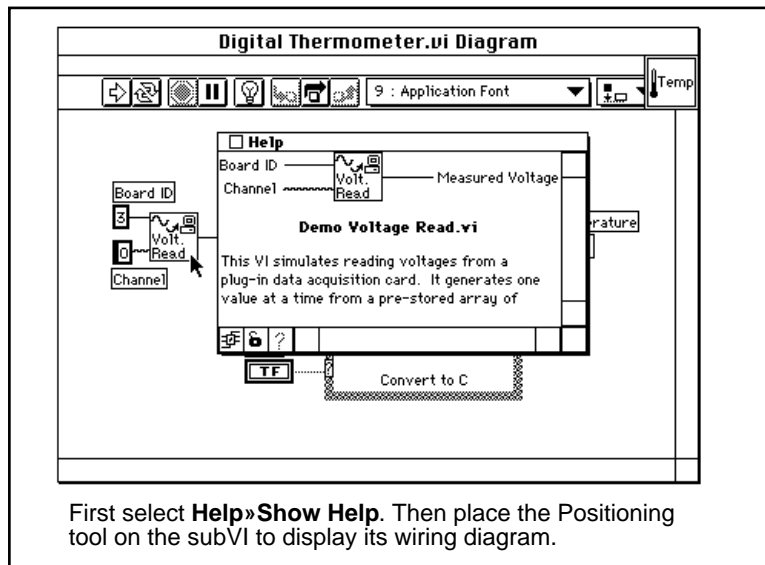 Digital Thermometer.vi Diagram
9 : Application Font
Temp
Help
Board ID
Channel
Volt.
Read
Measured Voltage
Demo Voltage Read.vi
This VI simulates reading voltages from a
plug-in data acquisition card. It generates one
value at a time from a pre-stored array of
?
Board ID
3
0
Volt.
Read
Channel
erature
TF
?
Convert to C
First select Help»Show Help. Then place the Positioning
tool on the subVI to display its wiring diagram.